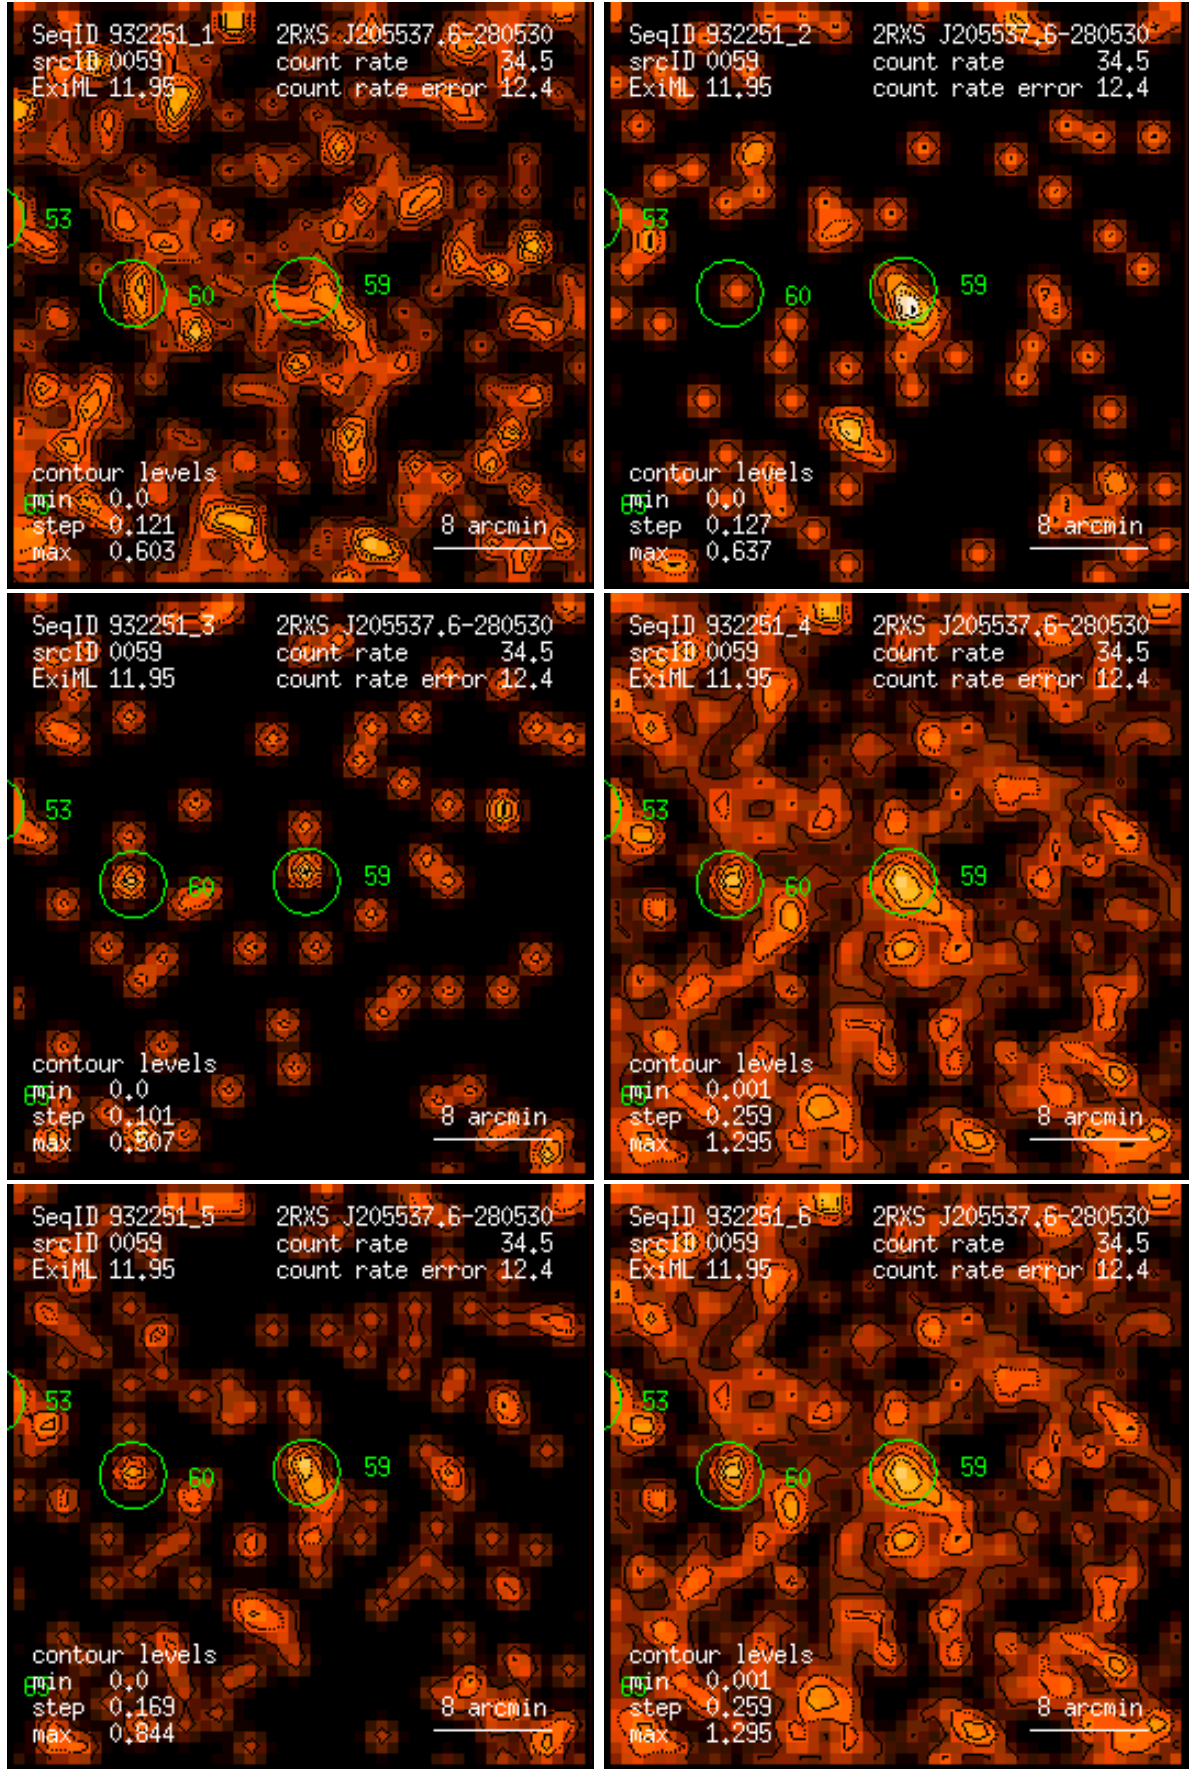 SeqID 932251_1 2RXS J205537.6-280530
srcID 0059 count rate 34.5
ExiML 11.95 count rate error 12.4
53
60 59
contour levels
min 0.0
step 0.121 8 arcmin
max 0.603
SeqID 932251_2 2RXS J205537.6-280530
srcID 0059 count rate 34.5
ExiML 11.95 count rate error 12.4
53
60 59
contour levels
min 0.0
step 0.127 8 arcmin
max 0.637
SeqID 932251_3 2RXS J205537.6-280530
srcID 0059 count rate 34.5
ExiML 11.95 count rate error 12.4
53
60 59
contour levels
min 0.0
step 0.101 8 arcmin
max 0.507
SeqID 932251_4 2RXS J205537.6-280530
srcID 0059 count rate 34.5
ExiML 11.95 count rate error 12.4
53
60 59
contour levels
min 0.001
step 0.259 8 arcmin
max 1.295
SeqID 932251_5 2RXS J205537.6-280530
srcID 0059 count rate 34.5
ExiML 11.95 count rate error 12.4
53
60 59
contour levels
min 0.0
step 0.169 8 arcmin
max 0.844
SeqID 932251_6 2RXS J205537.6-280530
srcID 0059 count rate 34.5
ExiML 11.95 count rate error 12.4
53
60 59
contour levels
min 0.001
step 0.259 8 arcmin
max 1.295